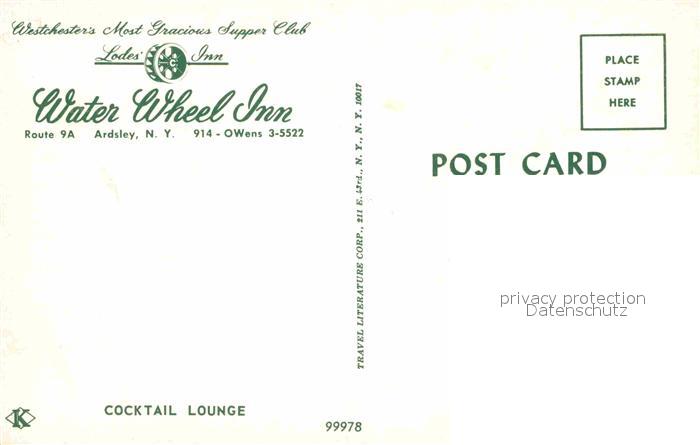 Westchester's Most Gracious Supper Club
Lodes' Inn
Water Wheel Inn
Route 9A Ardsley, N. Y. 914 - OWens 3-5522
PLACE
STAMP
HERE
POST CARD
TRAVEL LITERATURE CORP., 211 E. 43rd., N. Y., N. Y. 10017
privacy protection
Datenschutz
K
COCKTAIL LOUNGE
99978